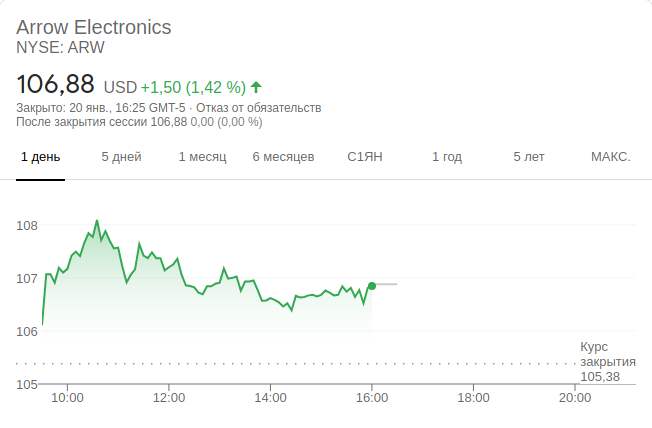 Arrow Electronics
NYSE: ARW
106,88 USD +1,50 (1,42 %)
Закрыто: 20 янв., 16:25 GMT-5 · Отказ от обязательств
После закрытия сессии 106,88 0,00 (0,00 %)
1 день 5 дней 1 месяц 6 месяцев С1ЯН 1 год 5 лет МАКС.
108
107
106
Курс
закрытия
105,38
105
10:00 12:00 14:00 16:00 18:00 20:00